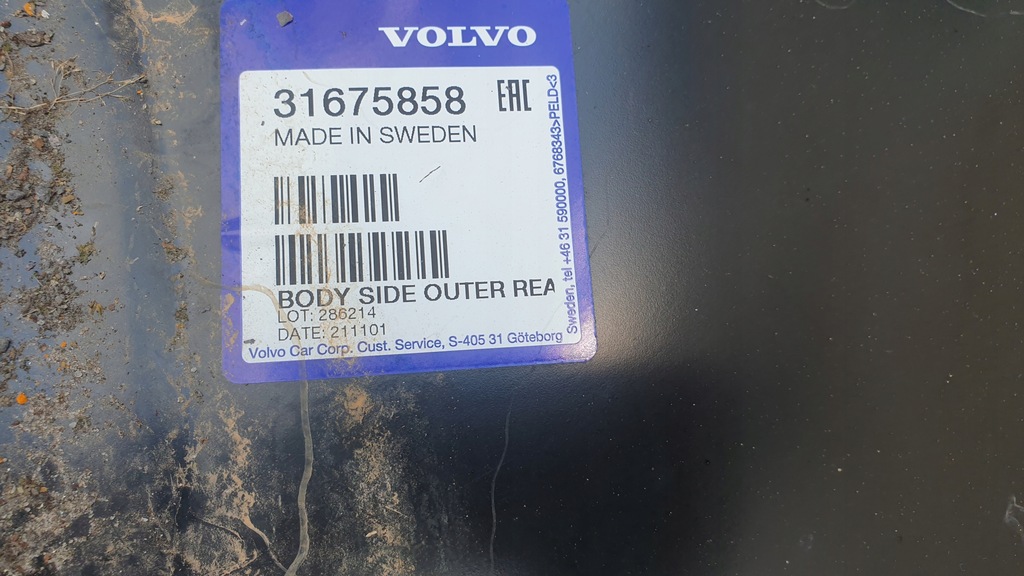 VOLVO
31675858 EAC
MADE IN SWEDEN
BODY SIDE OUTER REA
LOT: 286214
DATE: 211101
Volvo Car Corp. Cust. Service, S-405 31 Göteborg
Sweden, tel +46 31 590000, 6768343>PELD<3